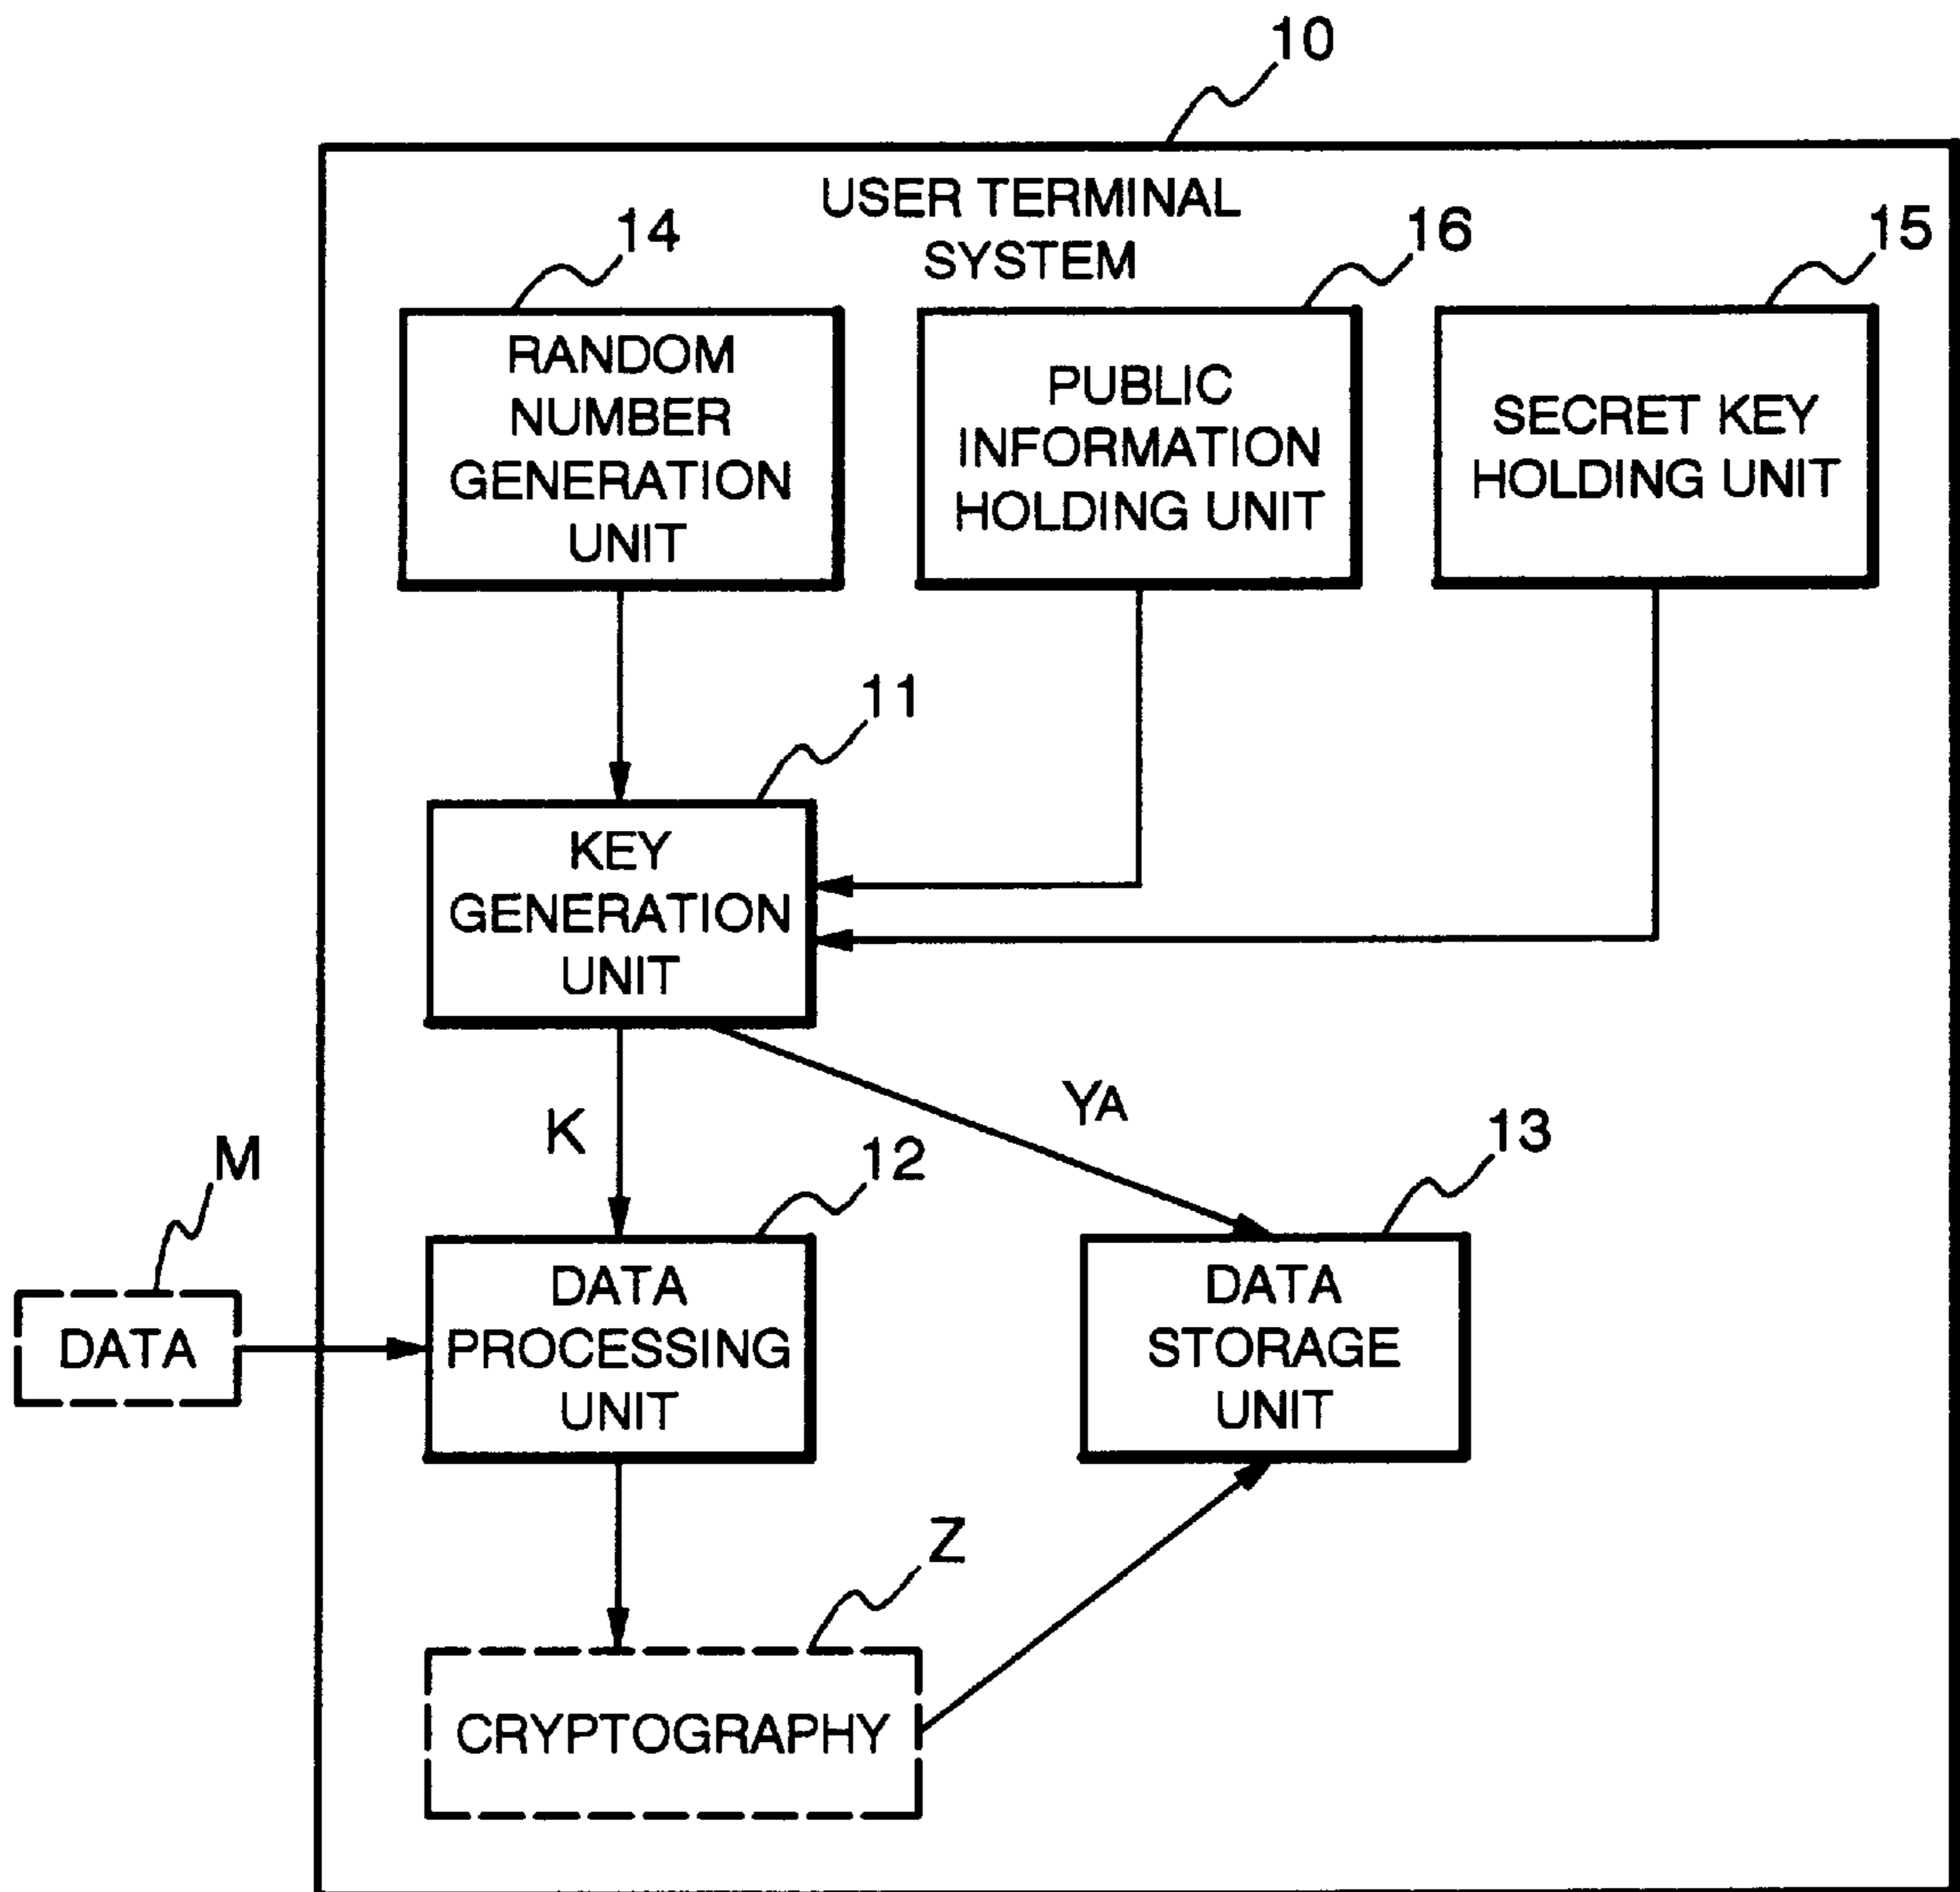 10
USER TERMINAL
SYSTEM
14
16
15
RANDOM
NUMBER
GENERATION
UNIT
PUBLIC
INFORMATION
HOLDING UNIT
SECRET KEY
HOLDING UNIT
11
KEY
GENERATION
UNIT
K
YA
M
12
13
DATA
DATA
PROCESSING
UNIT
DATA
STORAGE
UNIT
Z
CRYPTOGRAPHY